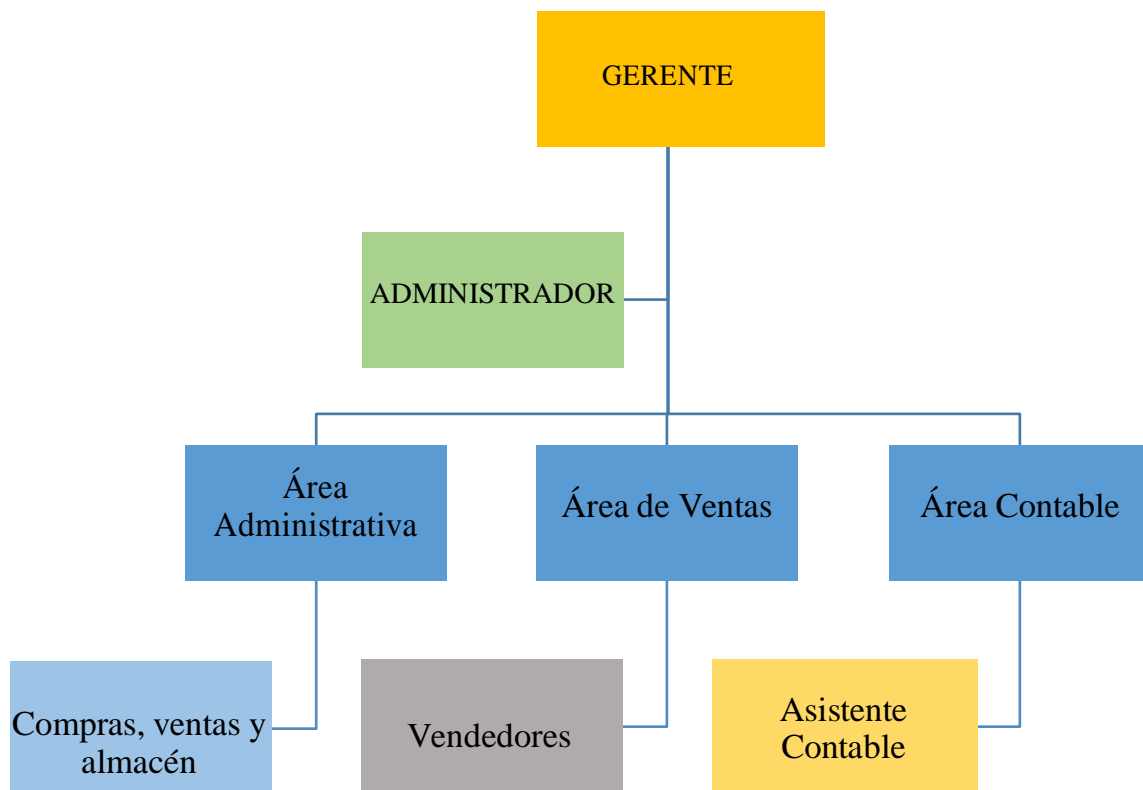 GERENTE
ADMINISTRADOR
Área
Administrativa
Área de Ventas
Área Contable
Compras, ventas y
almacén
Vendedores
Asistente
Contable